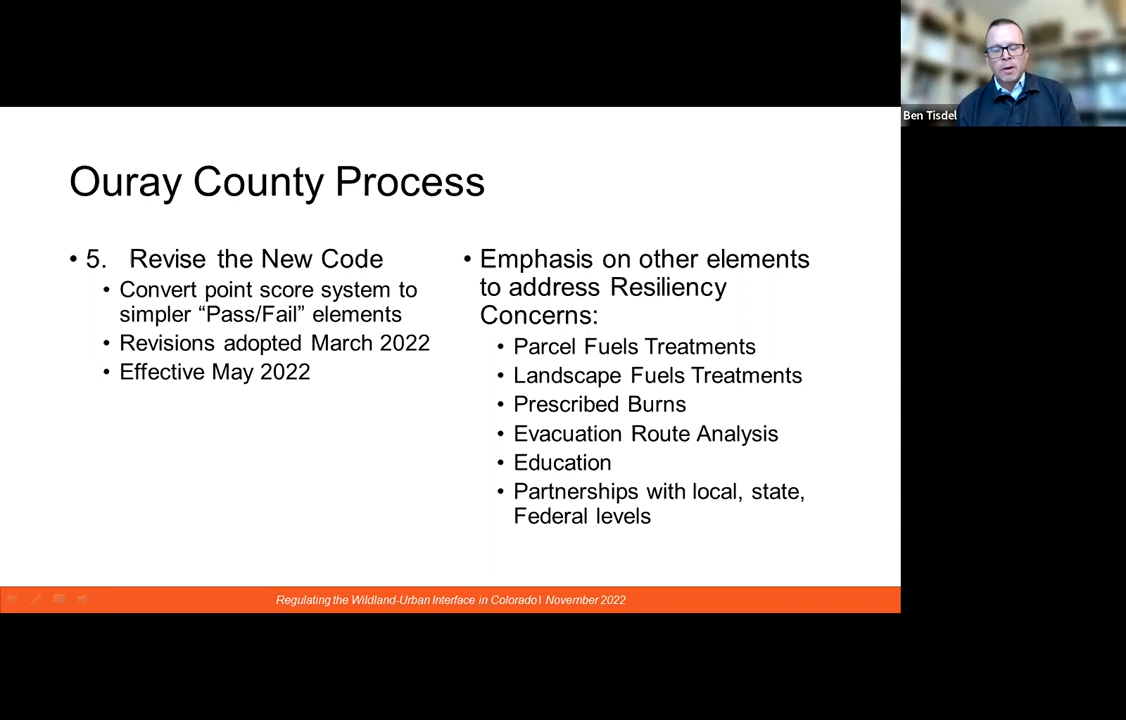 Ben Tisdel
Ouray County Process
• 5. Revise the New Code
• Convert point score system to
simpler “Pass/Fail” elements
• Revisions adopted March 2022
• Effective May 2022
• Emphasis on other elements
to address Resiliency
Concerns:
• Parcel Fuels Treatments
• Landscape Fuels Treatments
• Prescribed Burns
• Evacuation Route Analysis
• Education
• Partnerships with local, state,
Federal levels
Regulating the Wildland-Urban Interface in Colorado| November 2022